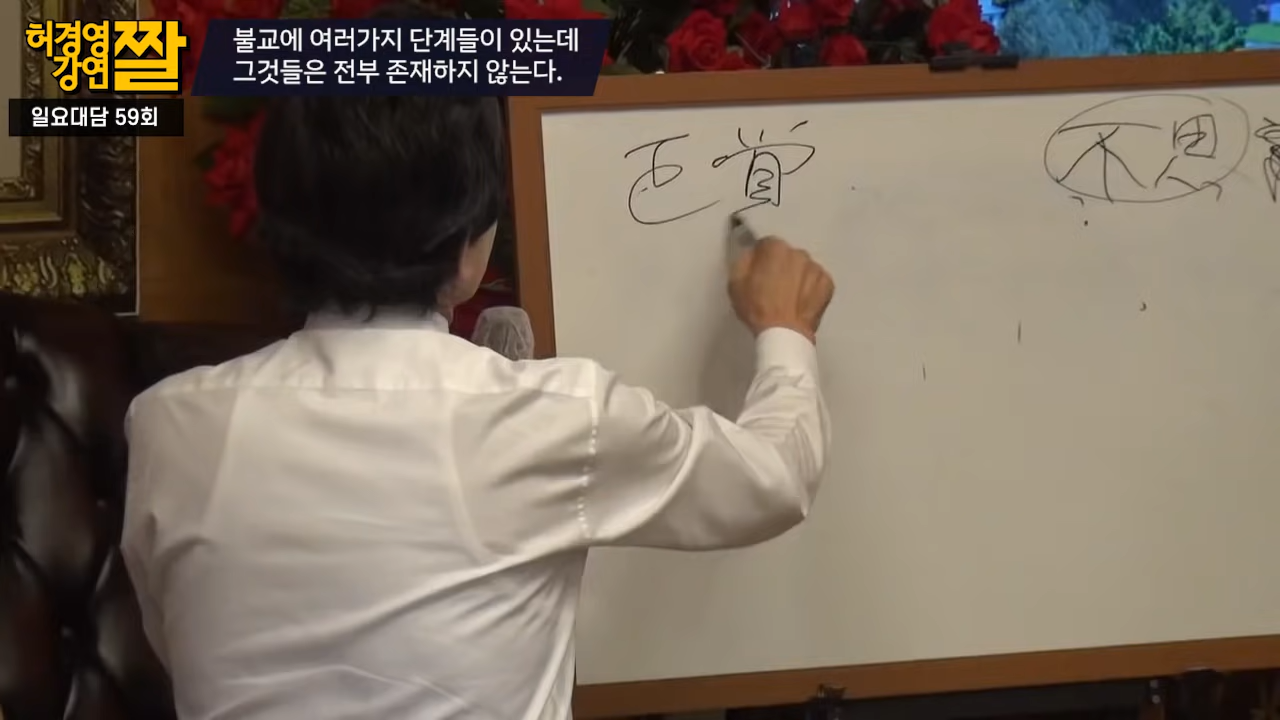 허경영
강연 짤
일요대담 59회
불교에 여러가지 단계들이 있는데
그것들은 전부 존재하지 않는다.
不思